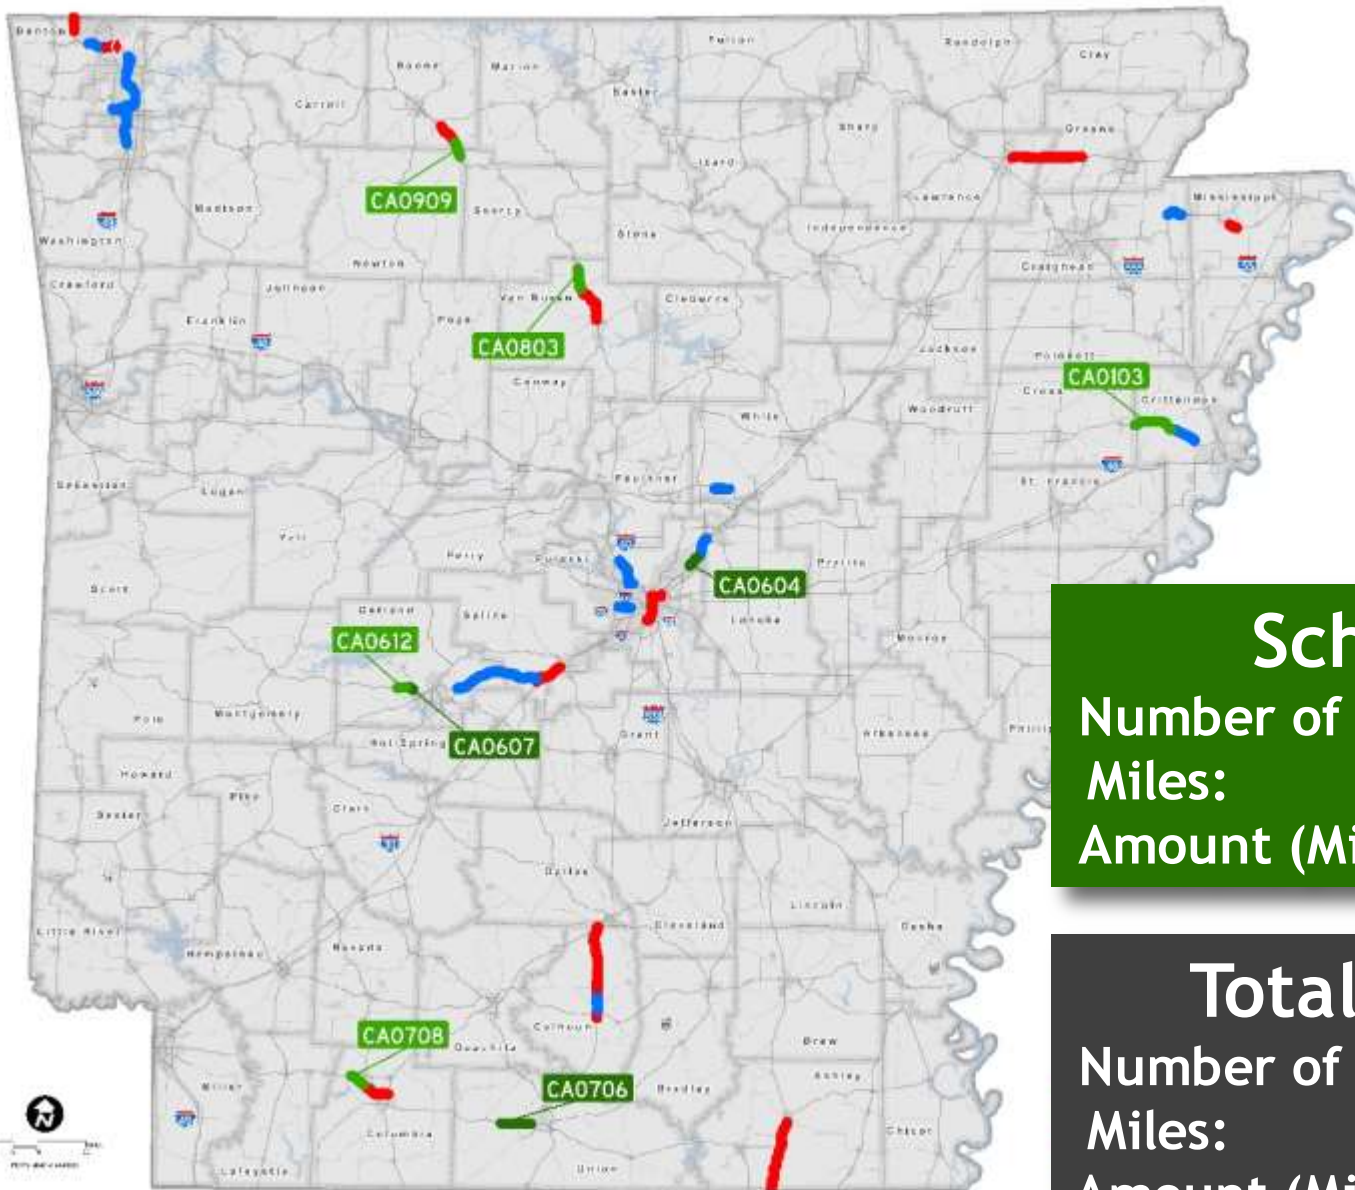 Benton
Boone
Marion
Fulton
Randolph
Clay
Baxter
Carroll
Sharp
Greene
Izard
CA0909
Madison
Searcy
Lawrence
Mississippi
Washington
Stone
Independence
Newton
Craighead
Crawford
Johnson
Van Buren
Cleburne
Franklin
Pope
CA0803
Jackson
Poinsett
CA0103
Conway
Cross
Crittenden
White
Woodruff
Sebastian
Logan
Faulkner
St. Francis
Yell
Perry
Pulaski
Prairie
Scott
CA0604
Garland
Saline
Lonoke
Monroe
CA0612
Polk
Montgomery
Hot Spring
CA0607
Grant
Arkansas
Phillip
Howard
Pike
Clark
Sevier
Jefferson
Dallas
Lincoln
Little River
Hempstead
Nevada
Cleveland
Desha
Calhoun
CA0708
Ouachita
Drew
Miller
CA0706
Bradley
Ashley
Columbia
Chicot
Lafayette
Union
N
Sch
Number of
Miles:
Amount (Mi
Total
Number of
Miles:
Amount (Mi